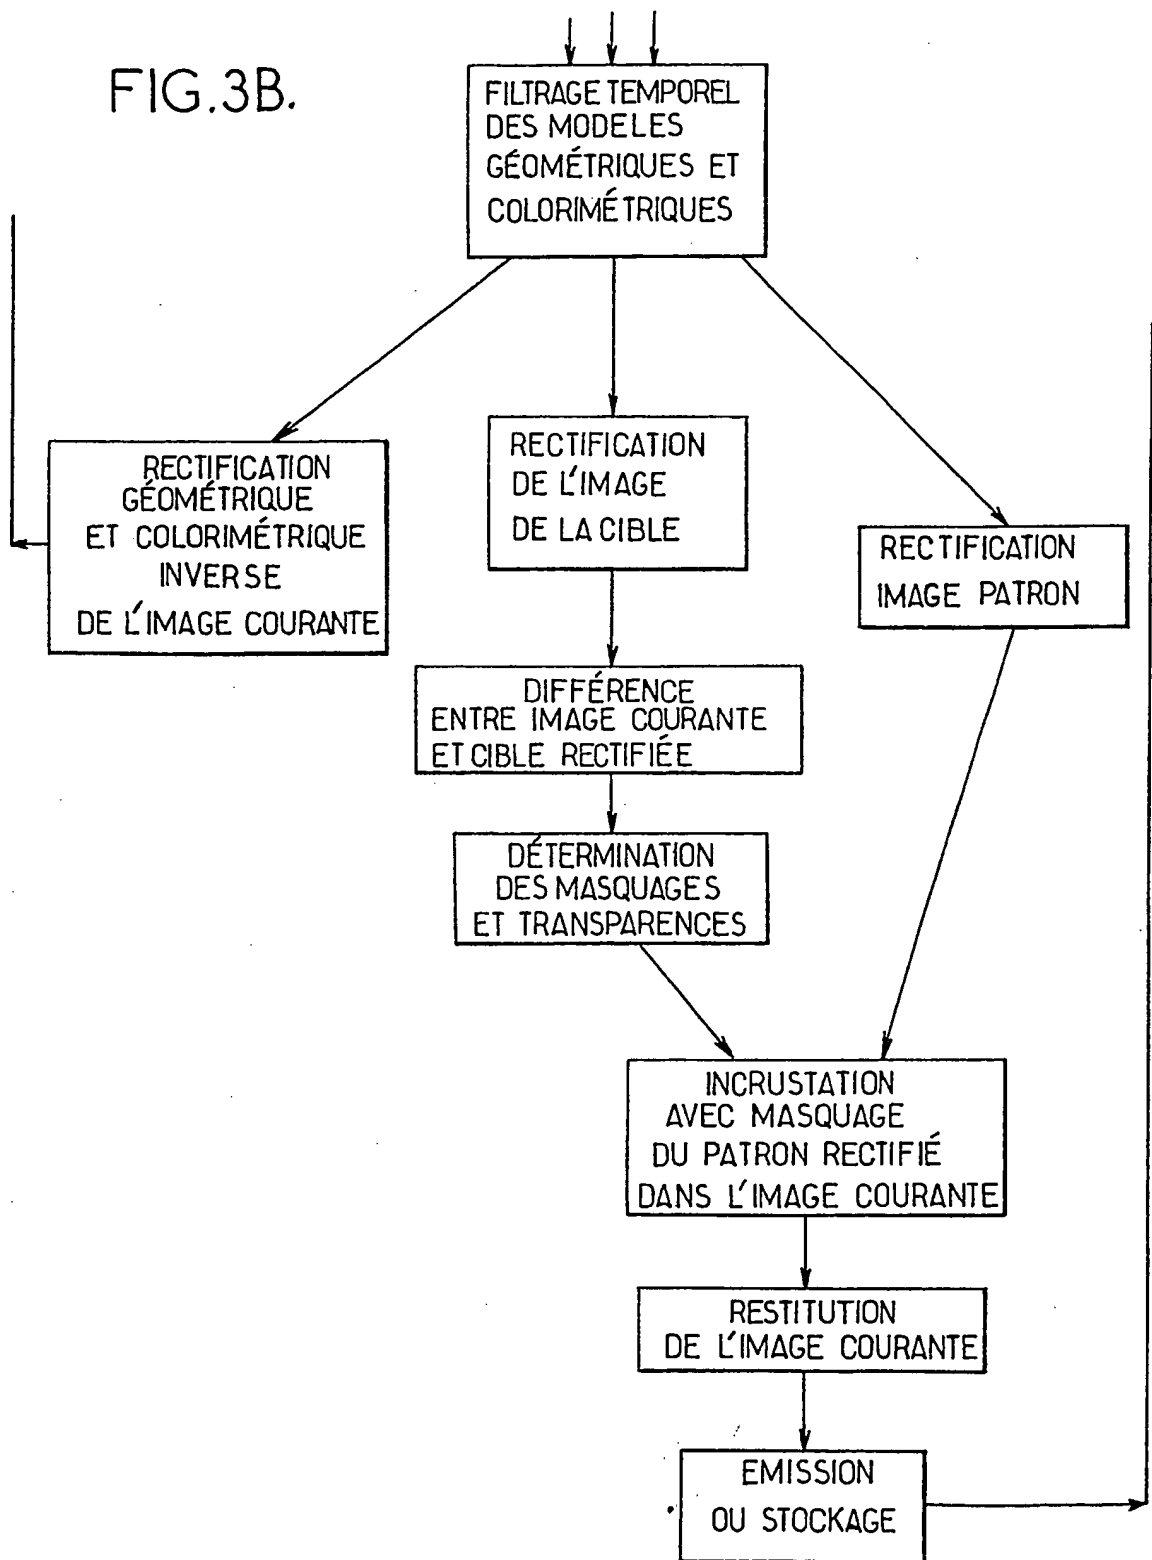 FIG.3B.
FILTRAGE TEMPOREL
DES MODELES
GÉOMÉTRIQUES ET
COLORIMÉTRIQUES
RECTIFICATION
GÉOMÉTRIQUE
ET COLORIMÉTRIQUE
INVERSE
DE L'IMAGE COURANTE
RECTIFICATION
DE L'IMAGE
DE LA CIBLE
RECTIFICATION
IMAGE PATRON
DIFFÉRENCE
ENTRE IMAGE COURANTE
ET CIBLE RECTIFIÉE
DÉTERMINATION
DES MASQUAGES
ET TRANSPARENCES
INCRUSTATION
AVEC MASQUAGE
DU PATRON RECTIFIÉ
DANS L'IMAGE COURANTE
RESTITUTION
DE L'IMAGE COURANTE
EMISSION
OU STOCKAGE